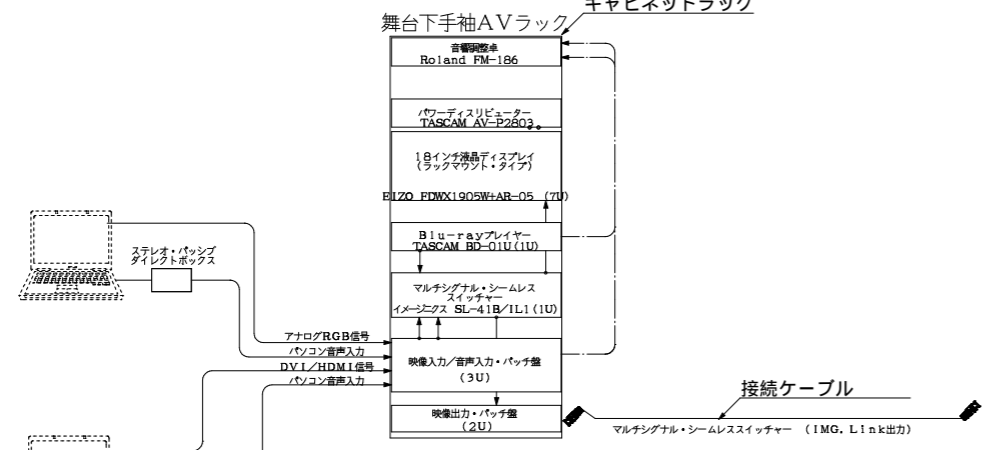 キャビネットラック
舞台下手袖AVラック
音響調整卓
Roland FM-186
パワーディスリビューター
TASCAM AV-P2803
18インチ液晶ディスプレイ
(ラックマウント・タイプ)
EIZO FDWX1905W+AR-05 (7U)
Blu-rayプレイヤー
TASCAM BD-01U(1U)
ステレオ・パッシブ
ダイレクトボックス
マルチシグナル・シームレス
スイッチャー
イメージニクス SL-41B/IL1(1U)
アナログRGB信号
パソコン音声入力
DVI/HDMI信号
パソコン音声入力
映像入力/音声入力・パッチ盤
(3U)
映像出力・パッチ盤
(2U)
接続ケーブル
マルチシグナル・シームレススイッチャー (IMG. Link出力)